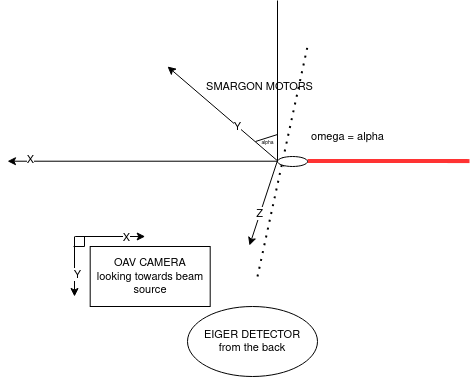 SMARGON MOTORS
Y
alpha
omega = alpha
X
Z
X
Y
OAV CAMERA
looking towards beam
source
EIGER DETECTOR
from the back